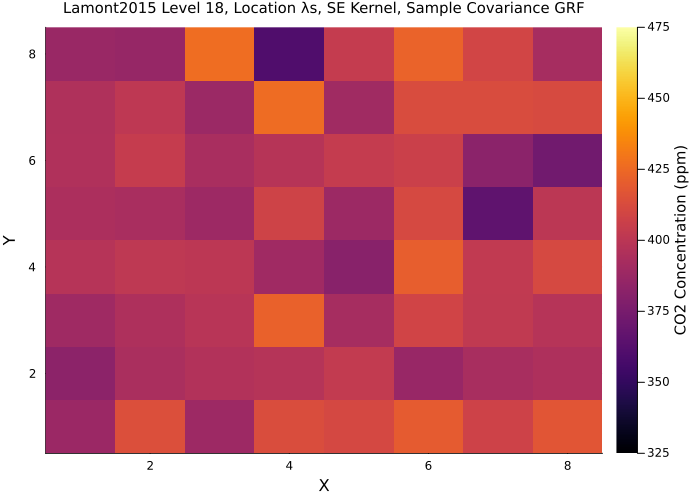 Lamont2015 Level 18, Location λs, SE Kernel, Sample Covariance GRF
8
6
4
2
Y
2 4 6 8
X
475
450
425
400
375
350
325
CO2 Concentration (ppm)